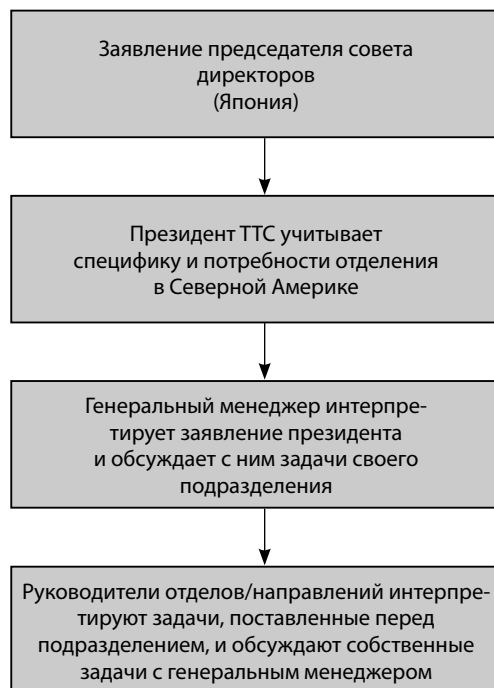 Заявление председателя совета
директоров
(Япония)
Президент ТТС учитывает
специфику и потребности отделения
в Северной Америке
Генеральный менеджер интерпре-
тирует заявление президента
и обсуждает с ним задачи своего
подразделения
Руководители отделов/направлений интерпре-
тируют задачи, поставленные перед
подразделением, и обсуждают собственные
задачи с генеральным менеджером